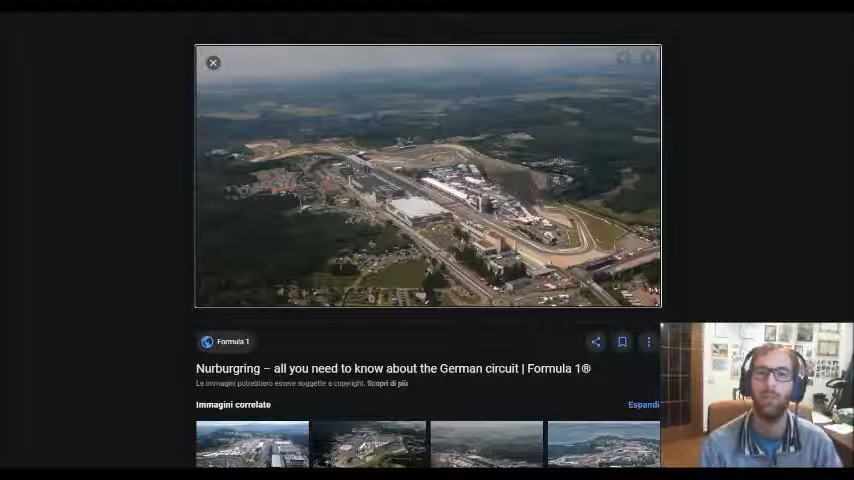 Formula 1
Nurburgring – all you need to know about the German circuit | Formula 1®
Le immagini potrebbero essere soggette a copyright. Scopri di più
Immagini correlate
Espandi